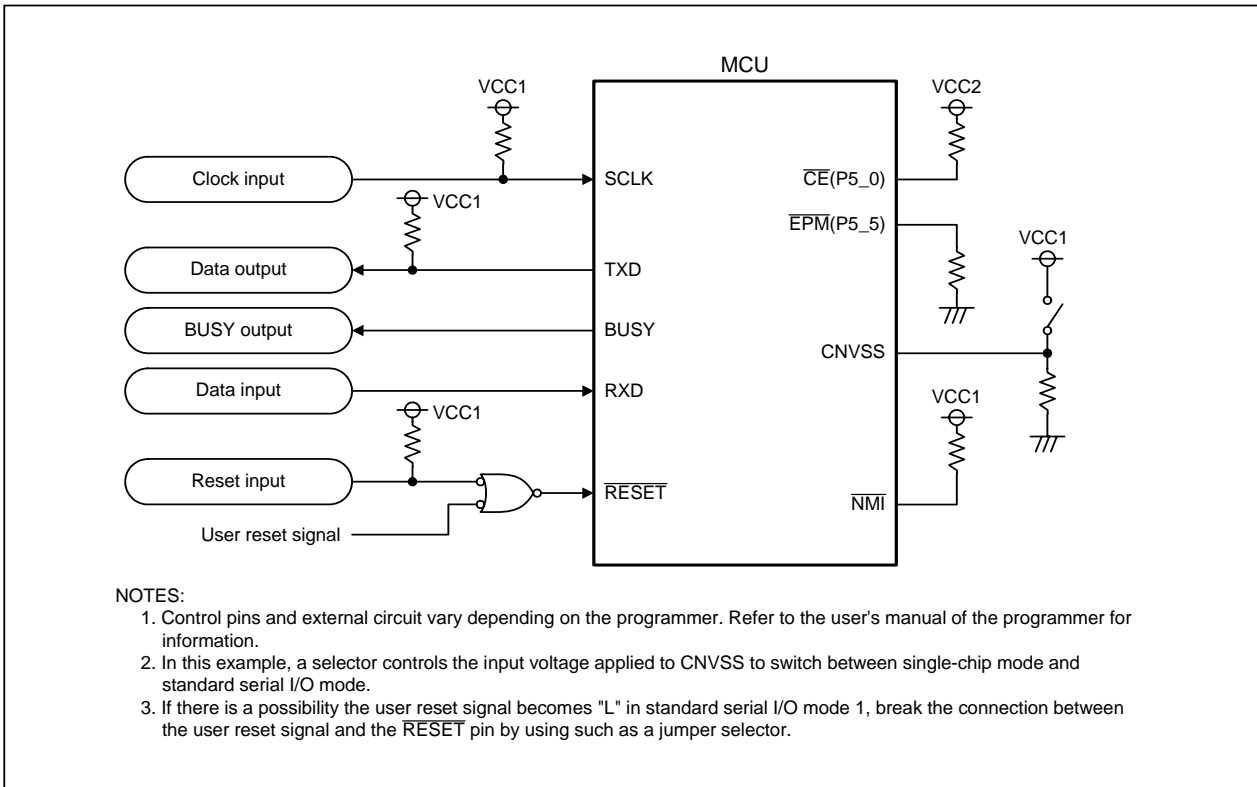 MCU
VCC1
VCC2
Clock input
SCLK
CE(P5_0)
VCC1
EPM(P5_5)
VCC1
Data output
TXD
BUSY output
BUSY
CNVSS
Data input
RXD
VCC1
VCC1
Reset input
RESET
NMI
User reset signal
NOTES:
1. Control pins and external circuit vary depending on the programmer. Refer to the user's manual of the programmer for
information.
2. In this example, a selector controls the input voltage applied to CNVSS to switch between single-chip mode and
standard serial I/O mode.
3. If there is a possibility the user reset signal becomes "L" in standard serial I/O mode 1, break the connection between
the user reset signal and the RESET pin by using such as a jumper selector.